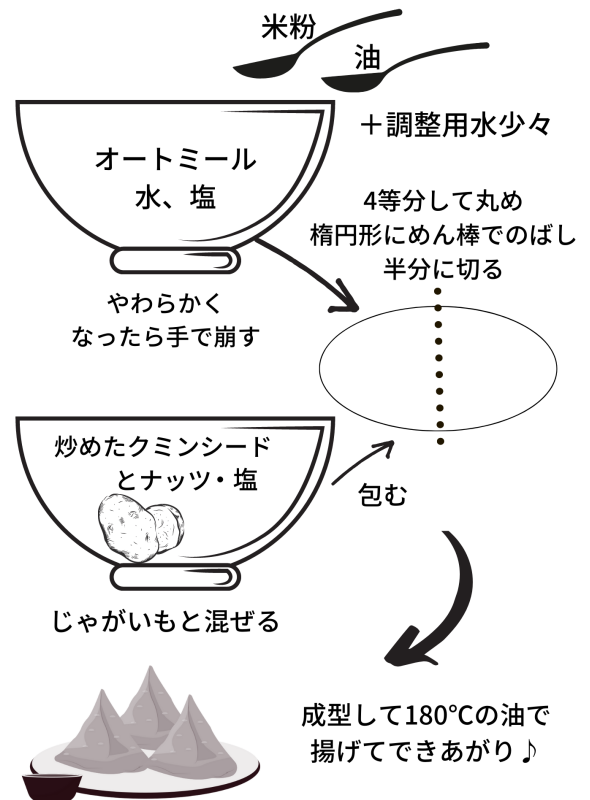 米粉
油
＋調整用水少々
オートミール
水、塩
やわらかく
なったら手で崩す
4等分して丸め
楕円形にめん棒でのばし
半分に切る
炒めたクミンシード
とナッツ・塩
包む
じゃがいもと混ぜる
成型して180℃の油で
揚げてできあがり♪